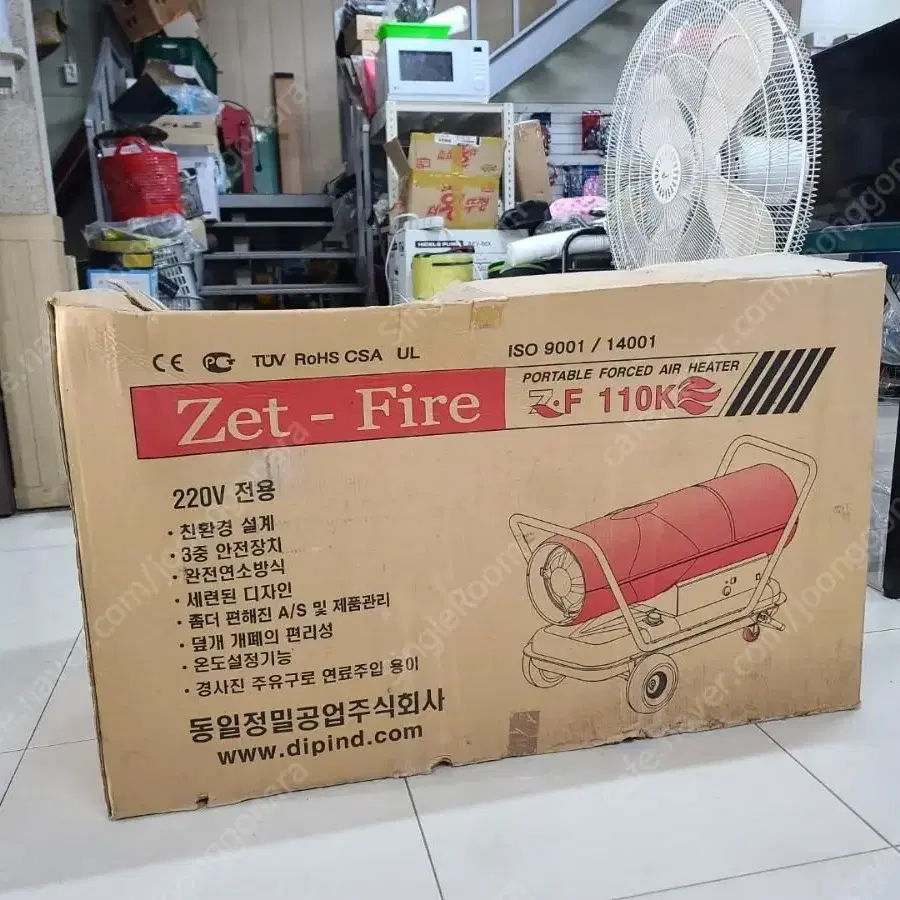 CE PG TUV RoHS CSA UL
ISO 9001 / 14001
Zet - Fire
PORTABLE FORCED AIR HEATER
Z·F 110K
220V 전용
· 친환경 설계
· 3중 안전장치
· 완전연소방식
· 세련된 디자인
· 좀더 편해진 A/S 및 제품관리
· 덮개 개폐의 편리성
· 온도설정기능
· 경사진 주유구로 연료주입 용이
동일정밀공업주식회사
www.dipind.com